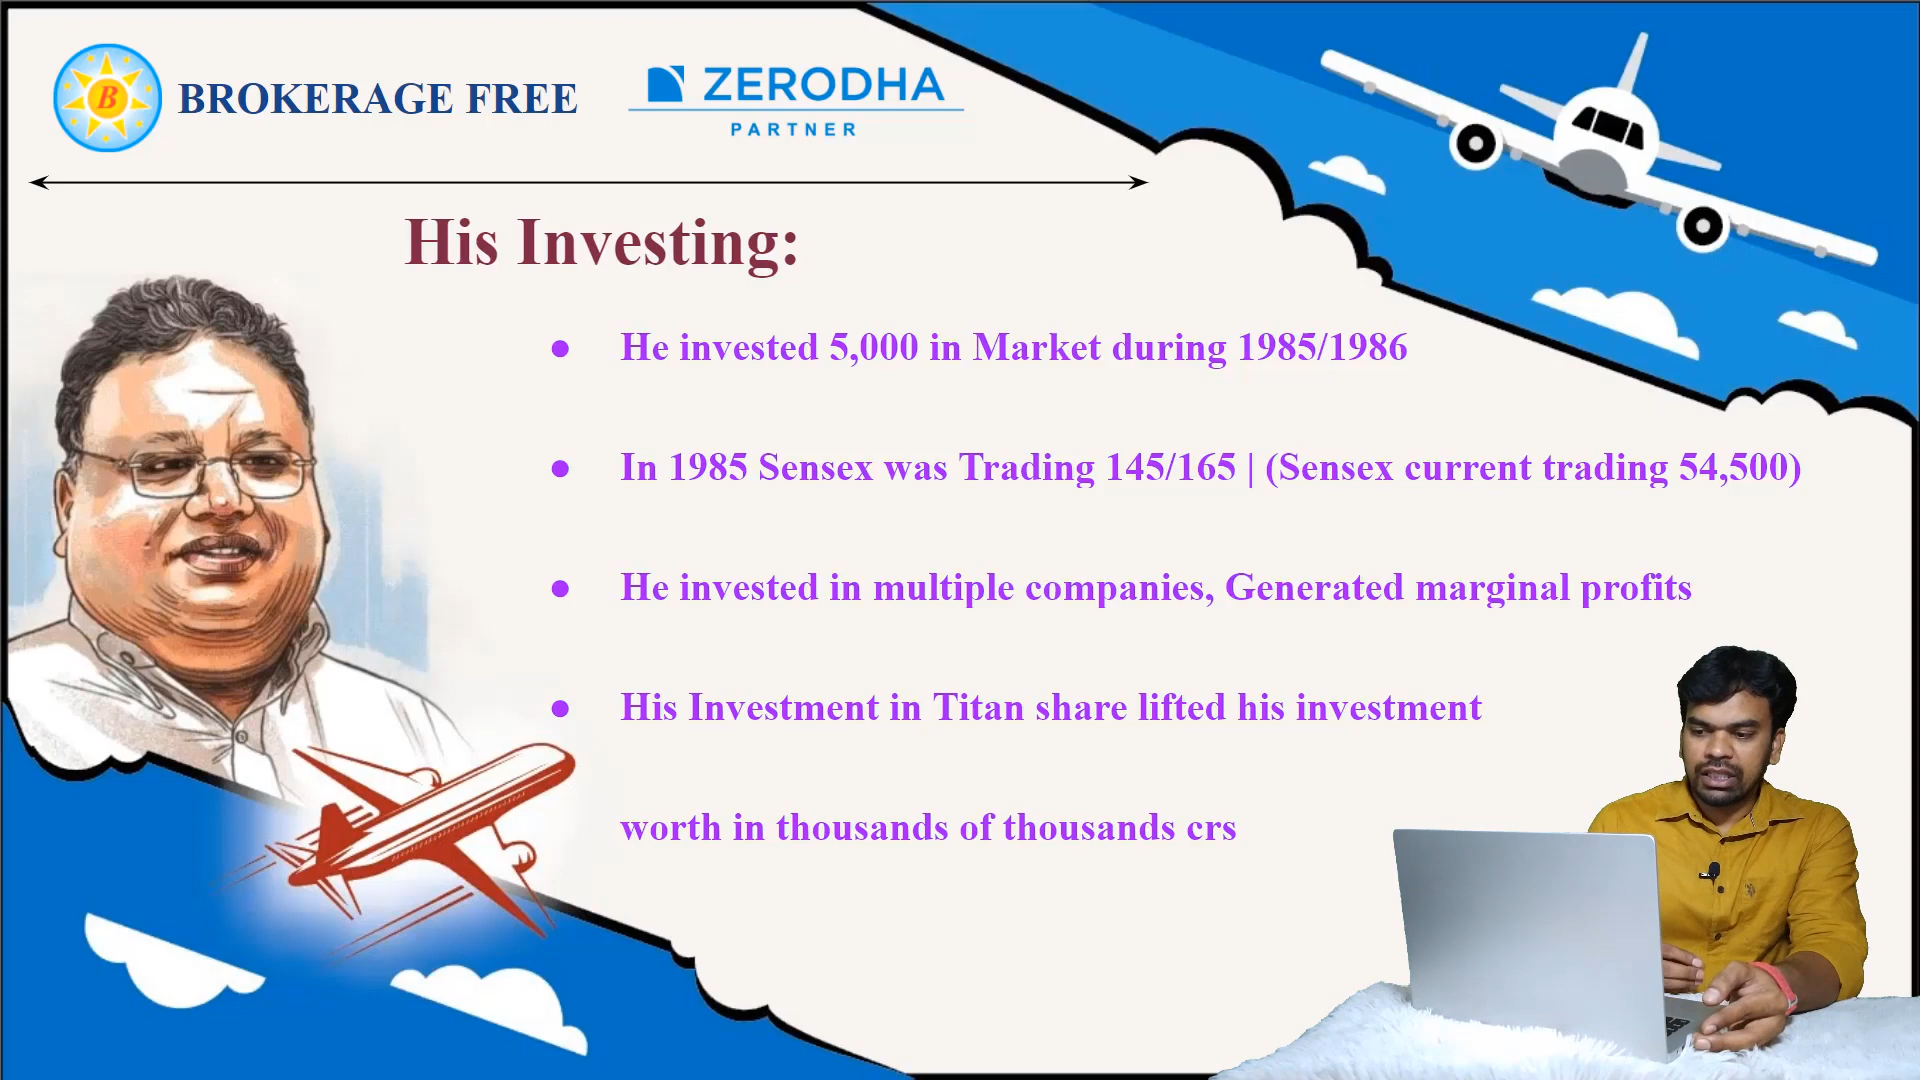 B
BROKERAGE FREE
ZERODHA
PARTNER
His Investing:
● He invested 5,000 in Market during 1985/1986
● In 1985 Sensex was Trading 145/165 | (Sensex current trading 54,500)
● He invested in multiple companies, Generated marginal profits
● His Investment in Titan share lifted his investment
worth in thousands of thousands crs